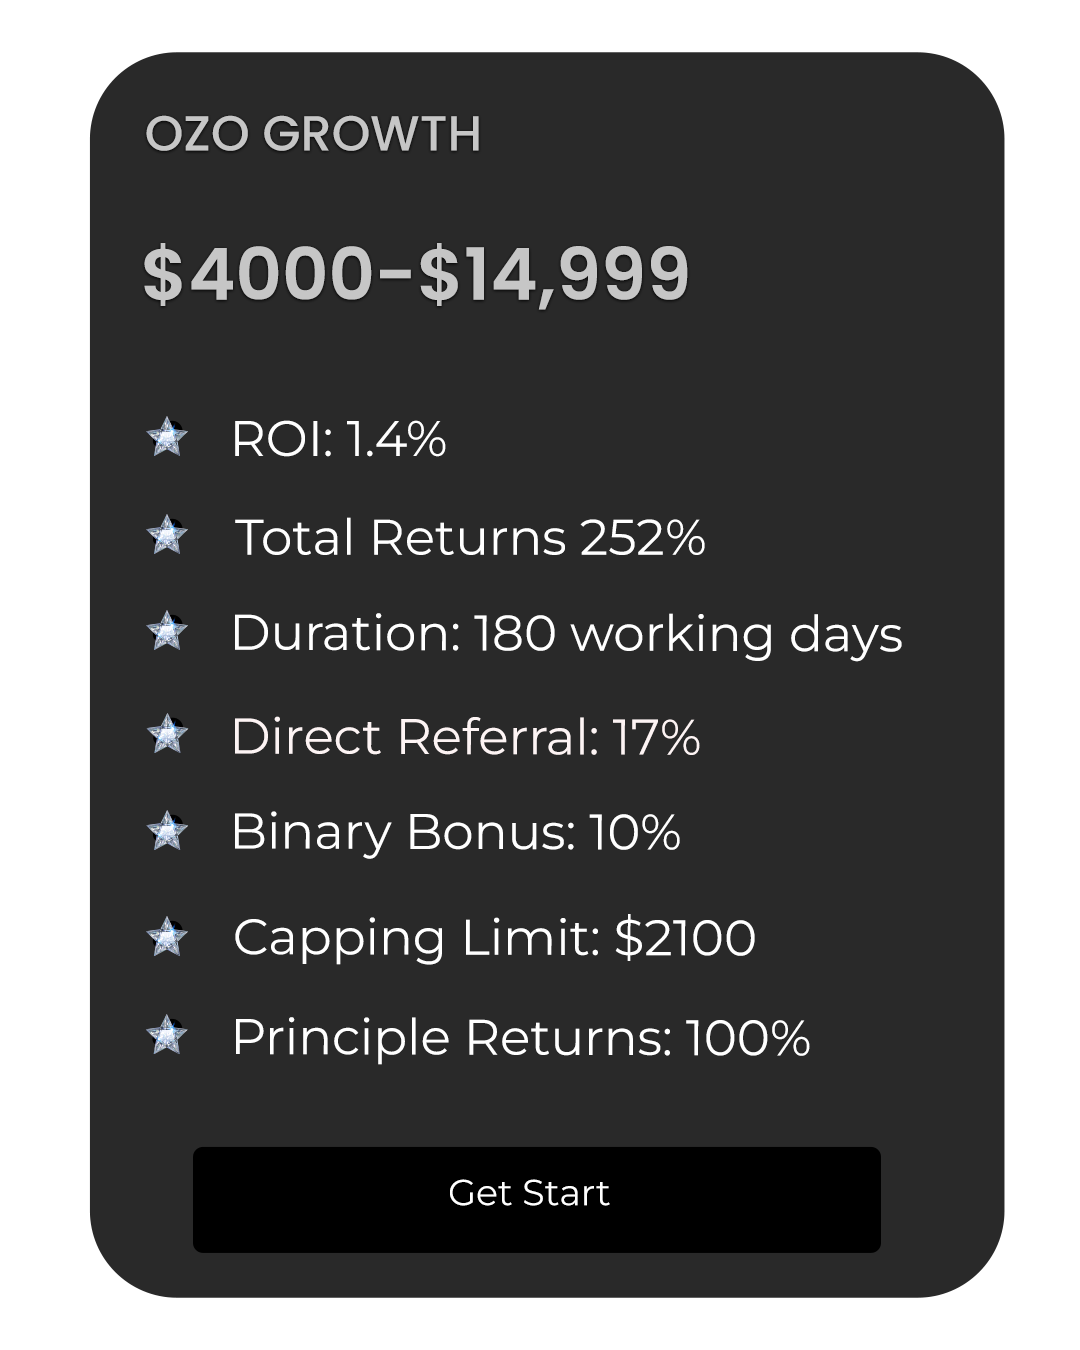 OZO GROWTH
$4000-$14,999
ROI: 1.4%
Total Returns 252%
Duration: 180 working days
Direct Referral: 17%
Binary Bonus: 10%
Capping Limit: $2100
Principle Returns: 100%
Get Start